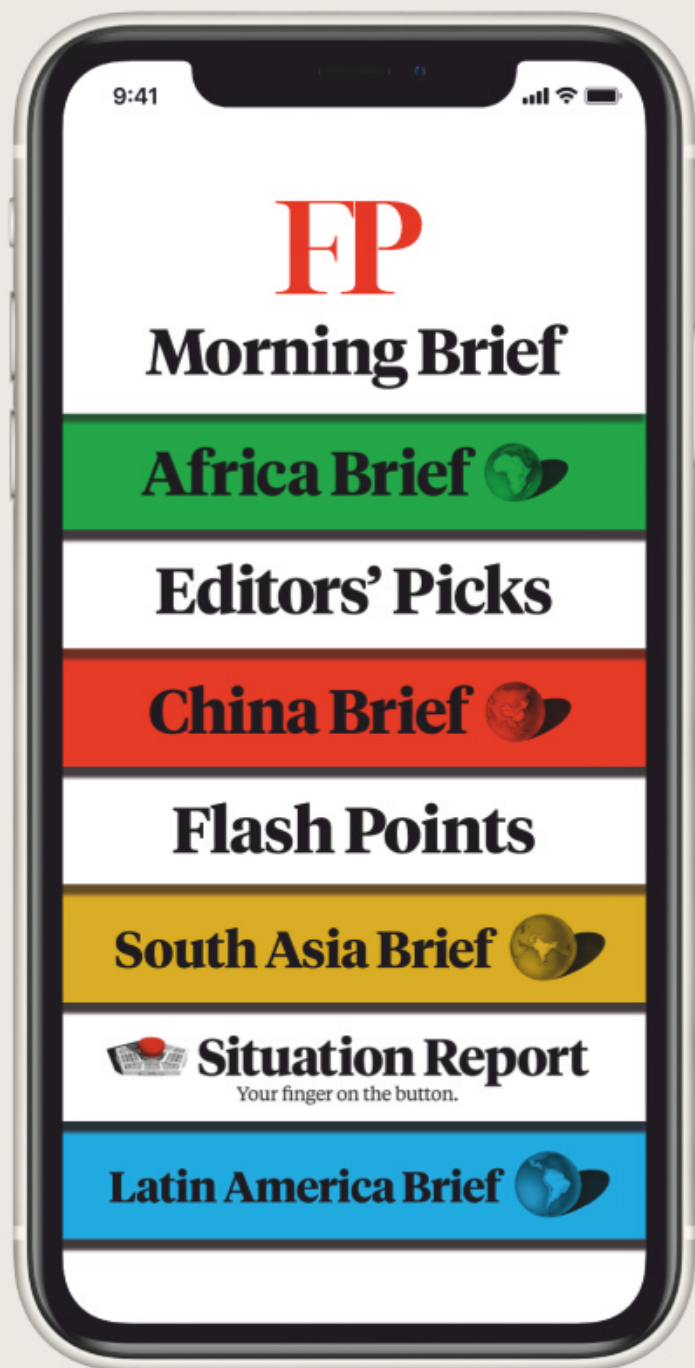 9:41
FP
Morning Brief
Africa Brief
Editors’ Picks
China Brief
Flash Points
South Asia Brief
Situation Report
Your finger on the button.
Latin America Brief